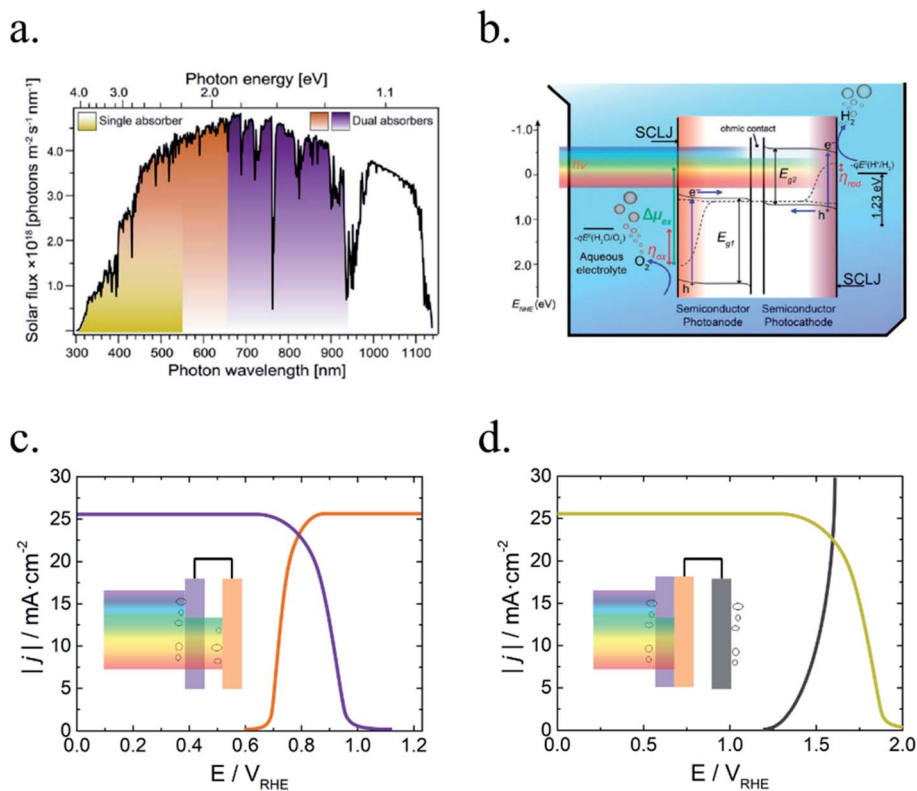 a.
Photon energy [eV]
4.0 3.0 2.0 1.1
Single absorber
Dual absorbers
Solar flux ×10¹⁸ [photons m⁻² s⁻¹ nm⁻¹]
4.0
3.0
2.0
1.0
300 400 500 600 700 800 900 1000 1100
Photon wavelength [nm]
b.
-1.0
0
1.0
2.0
E_NHE (eV)
hν
SCLJ
ohmic contact
H₂
e⁻
-qE⁰(H⁺/H₂)
η_red
1.23 eV
E_g2
e⁻
h⁺
Δμ_ex
-qE⁰(H₂O/O₂)
η_ox
Aqueous
electrolyte
O₂
E_g1
h⁺
SCLJ
Semiconductor
Photoanode
Semiconductor
Photocathode
c.
|j| / mA·cm⁻²
30
25
20
15
10
5
0
0.0 0.2 0.4 0.6 0.8 1.0 1.2
E / V_RHE
d.
|j| / mA·cm⁻²
30
25
20
15
10
5
0
0.0 0.5 1.0 1.5 2.0
E / V_RHE